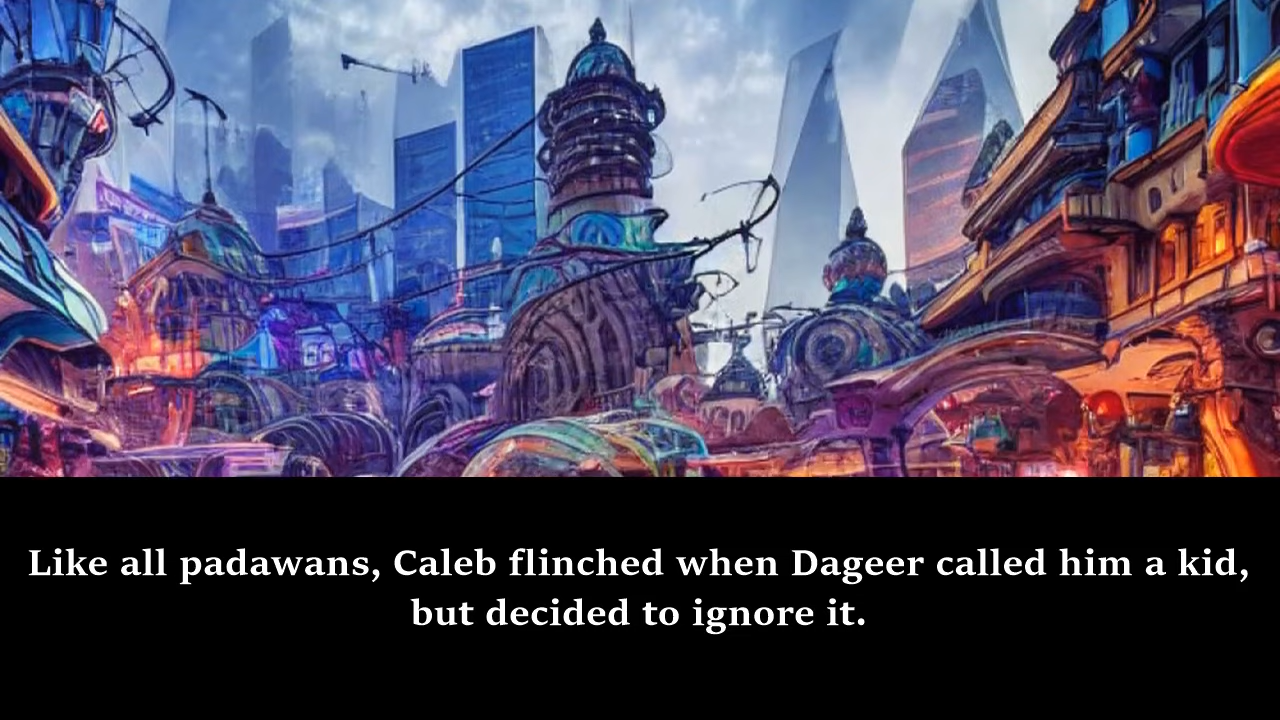 Like all padawans, Caleb flinched when Dageer called him a kid,
but decided to ignore it.